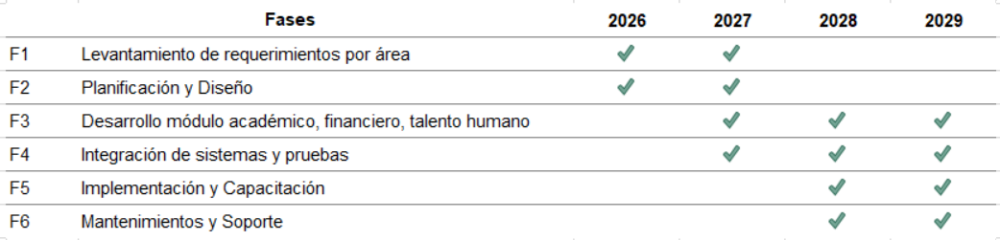 Fases 2026 2027 2028 2029
F1 Levantamiento de requerimientos por área ✔ ✔
F2 Planificación y Diseño ✔ ✔
F3 Desarrollo módulo académico, financiero, talento humano ✔ ✔ ✔
F4 Integración de sistemas y pruebas ✔ ✔ ✔
F5 Implementación y Capacitación ✔ ✔
F6 Mantenimientos y Soporte ✔ ✔